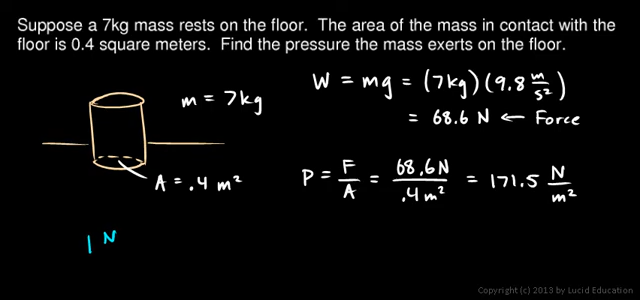 Suppose a 7kg mass rests on the floor. The area of the mass in contact with the
floor is 0.4 square meters. Find the pressure the mass exerts on the floor.
m = 7kg
W = mg = (7kg)(9.8 m/s²)
= 68.6 N ← Force
A = .4 m²
P = F/A = 68.6N/.4m² = 171.5 N/m²
1 N
Copyright (c) 2013 by Lucid Education